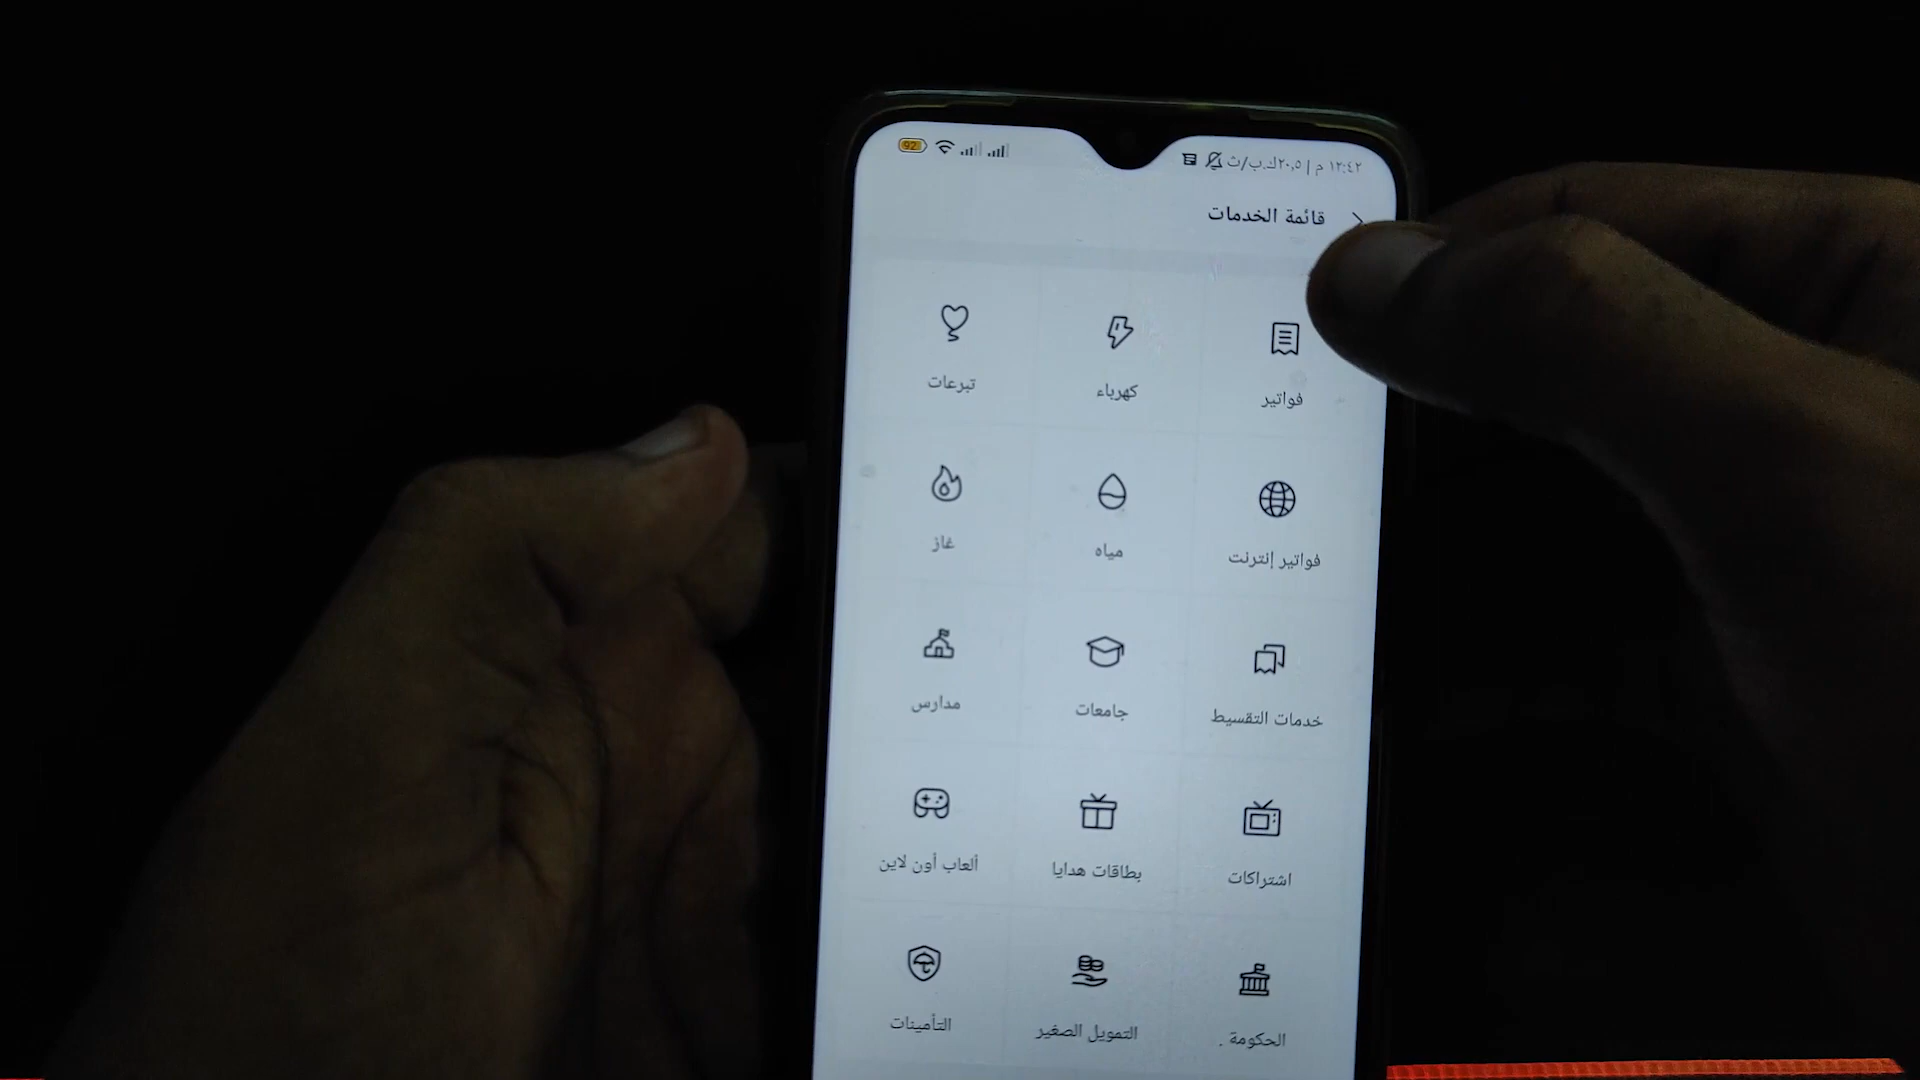 ١٢:٤٢ م | ٢٠,٥ك.ب/ث
92
قائمة الخدمات
فواتير
كهرباء
تبرعات
فواتير إنترنت
مياه
غاز
خدمات التقسيط
جامعات
مدارس
اشتراكات
بطاقات هدايا
ألعاب أون لاين
الحكومة .
التمويل الصغير
التأمينات